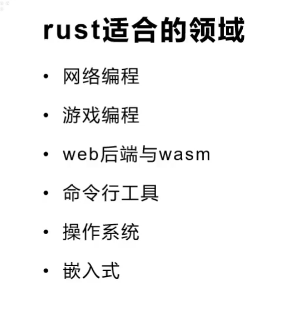 rust适合的领域
• 网络编程
• 游戏编程
• web后端与wasm
• 命令行工具
• 操作系统
• 嵌入式